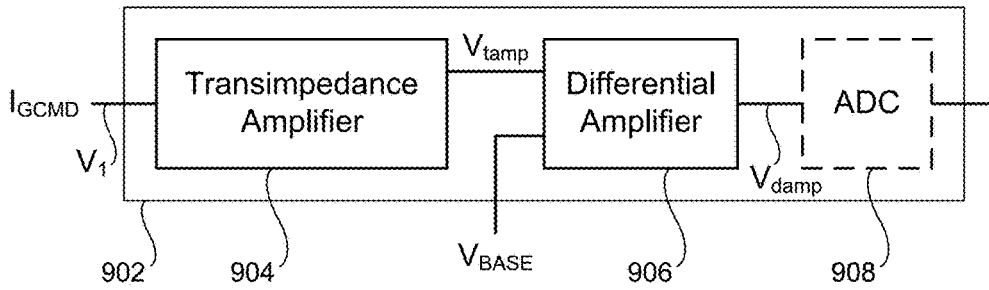 V_tamp
Transimpedance
Amplifier
Differential
Amplifier
ADC
I_GCMD
V_1
V_damp
V_BASE
902
904
906
908